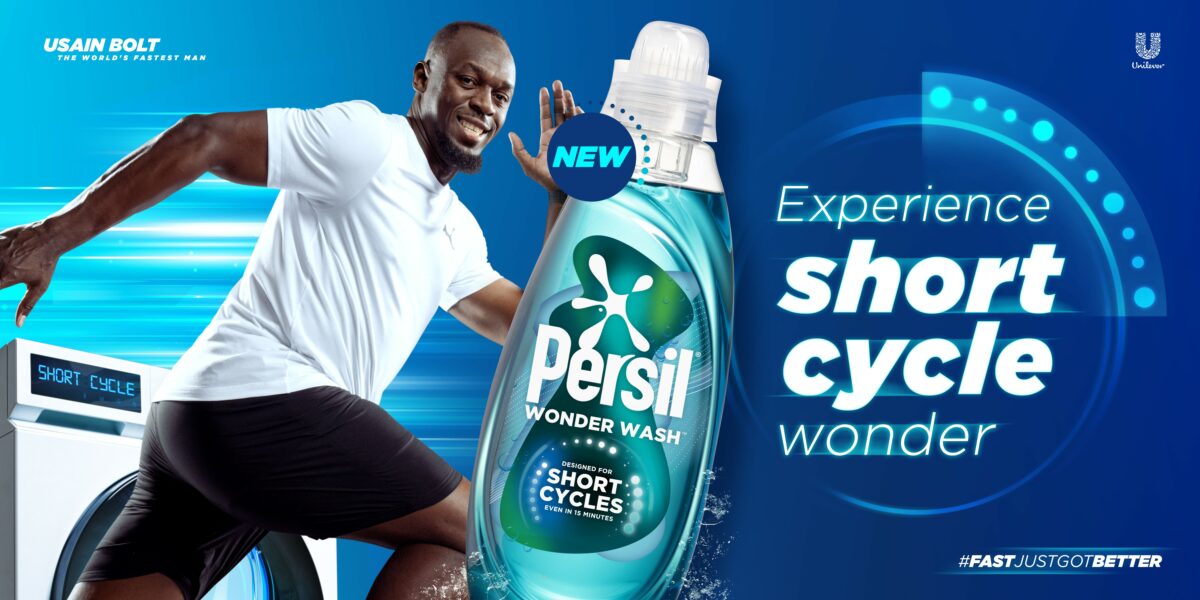 USAIN BOLT
THE WORLD'S FASTEST MAN
Unilever
NEW
SHORT CYCLE
Persil®
WONDER WASH™
DESIGNED FOR
SHORT
CYCLES
EVEN IN 15 MINUTES
Experience
short
cycle
wonder
#FASTJUSTGOTBETTER